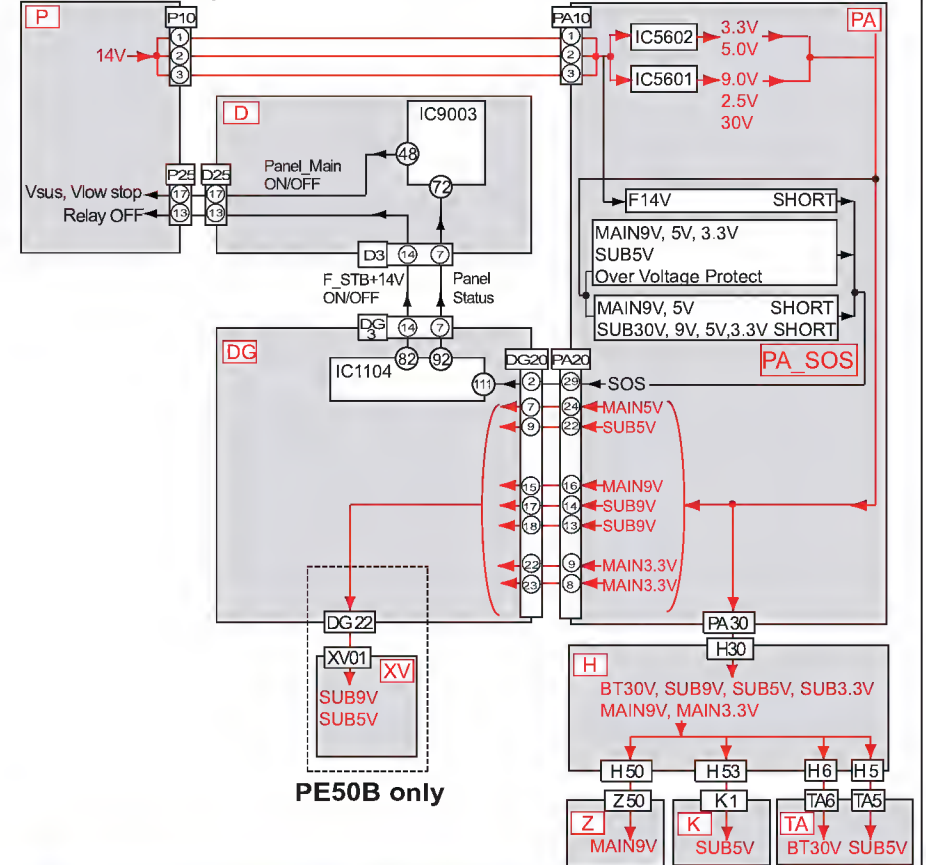 P
P10
PA10
PA
1
1
14V
2
2
3
3
IC5602
3.3V
5.0V
IC5601
9.0V
2.5V
30V
D
IC9003
48
72
Panel_Main
ON/OFF
P25
D25
Vsus, Vlow stop
17
17
Relay OFF
13
13
F14V SHORT
MAIN9V, 5V, 3.3V
SUB5V
Over Voltage Protect
MAIN9V, 5V SHORT
SUB30V, 9V, 5V,3.3V SHORT
PA_SOS
D3
14
7
F_STB+14V
ON/OFF
Panel
Status
DG
DG
3
14
7
82
92
IC1104
111
DG20
PA20
2
29
SOS
7
24
MAIN5V
9
22
SUB5V
15
16
MAIN9V
17
14
SUB9V
18
13
SUB9V
22
9
MAIN3.3V
23
8
MAIN3.3V
DG22
XV01
XV
SUB9V
SUB5V
PE50B only
PA30
H30
H
BT30V, SUB9V, SUB5V, SUB3.3V
MAIN9V, MAIN3.3V
H50
H53
H6
H5
Z50
K1
TA6
TA5
Z
K
TA
MAIN9V
SUB5V
BT30V
SUB5V